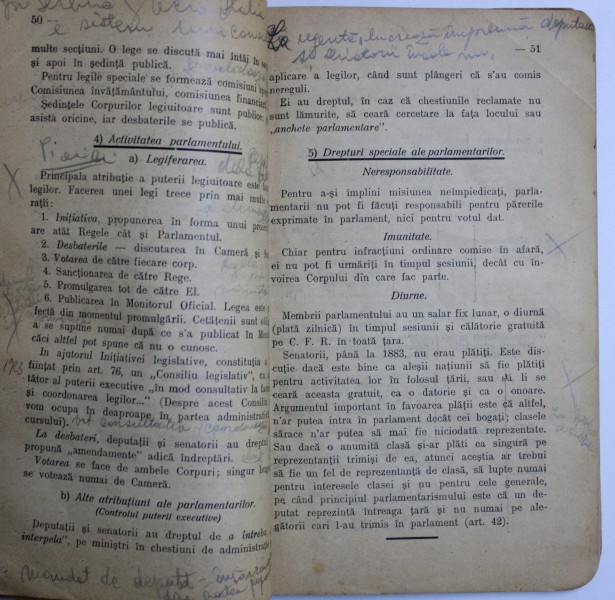 50 —
multe secțiuni. O lege se discută mai întâi în
și apoi în ședință publică.
Pentru legile speciale se formează comisiuni
Comisiunea învățământului, comisiunea
Ședințele Corpurilor legiuitoare sunt
asistă oricine, iar desbaterile se publică.
4) Activitatea parlamentului.
a) Legiferarea.
Principala atribuție a puterii legiuitoare este
legilor. Facerea unei legi trece prin mai
rații:
1. Inițiativa, propunerea în forma unui
are atât Regele cât și Parlamentul.
2. Desbaterile — discutarea în Cameră și
3. Votarea de către fiecare corp.
4. Sancționarea de către Rege.
5. Promulgarea tot de către El.
6. Publicarea în Monitorul Oficial. Legea este
fectă din momentul promulgării. Cetățenii sunt
a se supune numai după ce s'a publicat în
căci altfel pot spune că nu o cunosc.
In ajutorul Inițiativei legislative, constituția a
ființat prin art. 76, un „Consiliu legislativ",
tător al puterii executive „în mod consultativ la
și coordonarea legilor..." (Despre acest
vom ocupa în deaproape în partea
cursului).
La desbateri, deputații și senatorii au
propună „amendamente" adică îndreptări.
Votarea se face de ambele Corpuri; singur
se votează numai de Cameră.
b) Alte atribuțiuni ale parlamentarilor.
(Controlul puterii executive)
Deputații și senatorii au dreptul de a întreba,
interpela", pe miniștri în chestiuni de
mandat de deputat =
— 51
aplicare a legilor, când sunt plângeri că s'au comis
nereguli.
Ei au dreptul, în caz că chestiunile reclamate nu
sunt lămurite, să ceară cercetare la fața locului sau
„anchete parlamentare".
5) Drepturi speciale ale parlamentarilor.
Neresponsabilitate.
Pentru a-și împlini misiunea neîmpiedicați, parla-
mentarii nu pot fi făcuți responsabili pentru părerile
exprimate în parlament, nici pentru votul dat.
Imunitate.
Chiar pentru infracțiuni ordinare comise în afară,
ei nu pot fi urmăriți în timpul sesiunii, decât cu în-
voirea Corpului din care fac parte.
Diurne.
Membrii parlamentului au un salar fix lunar, o diurnă
(plată zilnică) în timpul sesiunii și călătorie gratuită
pe C. F. R. în toată țara.
Senatorii, până la 1883, nu erau plătiți. Este dis-
cuție dacă este bine ca aleșii națiunii să fie plătiți
pentru activitatea lor în folosul țării, sau să li se
ceară aceasta gratuit, ca o datorie și ca o onoare.
Argumentul important în favoarea plății este că altfel,
n'ar putea intra în parlament decât cei bogați; clasele
sărace n'ar putea să mai fie niciodată reprezentate.
Sau dacă o anumită clasă și-ar plăti ea singură pe
reprezentanții trimiși de ea, atunci aceștia ar trebui
să fie un fel de reprezentanță de clasă, să lupte numai
pentru interesele clasei și nu pentru cele generale,
pe când principiul parlamentarismului este că un de-
putat reprezintă întreaga țară și nu numai pe ale-
gătorii cari l-au trimis în parlament (art. 42).